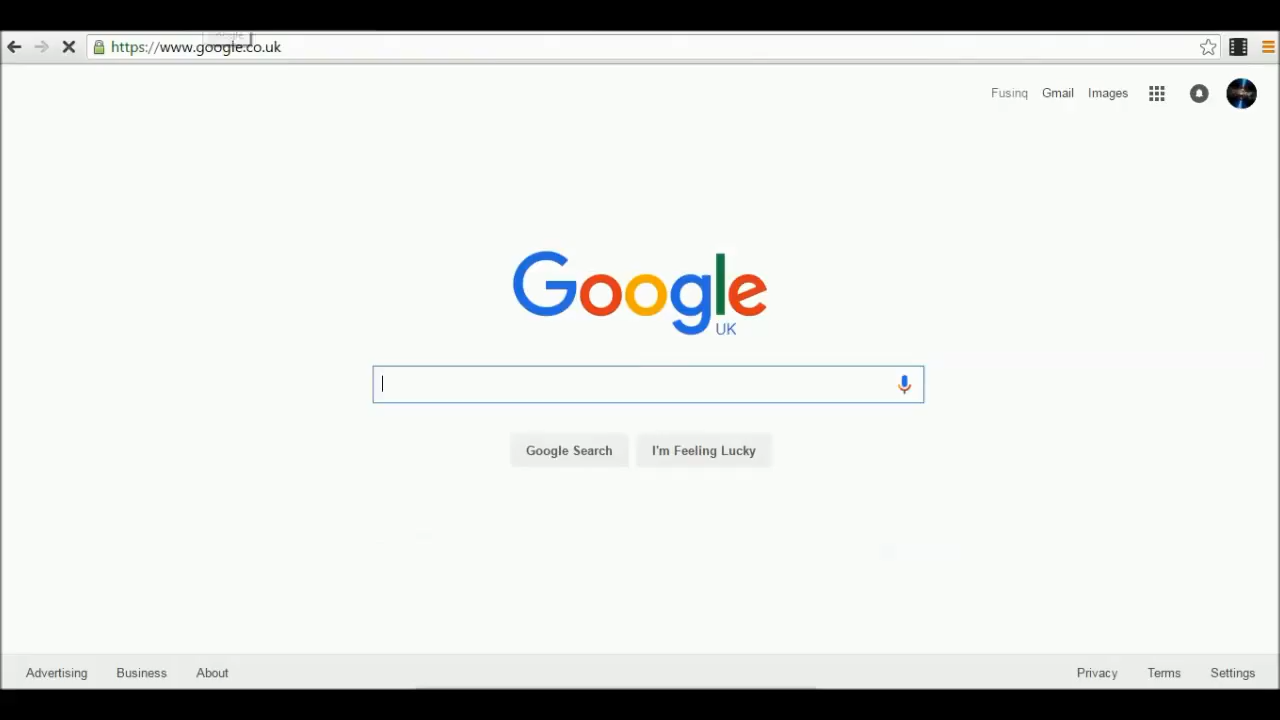 https://www.google.co.uk
Fusinq Gmail Images
Google
UK
Google Search I'm Feeling Lucky
Advertising Business About Privacy Terms Settings